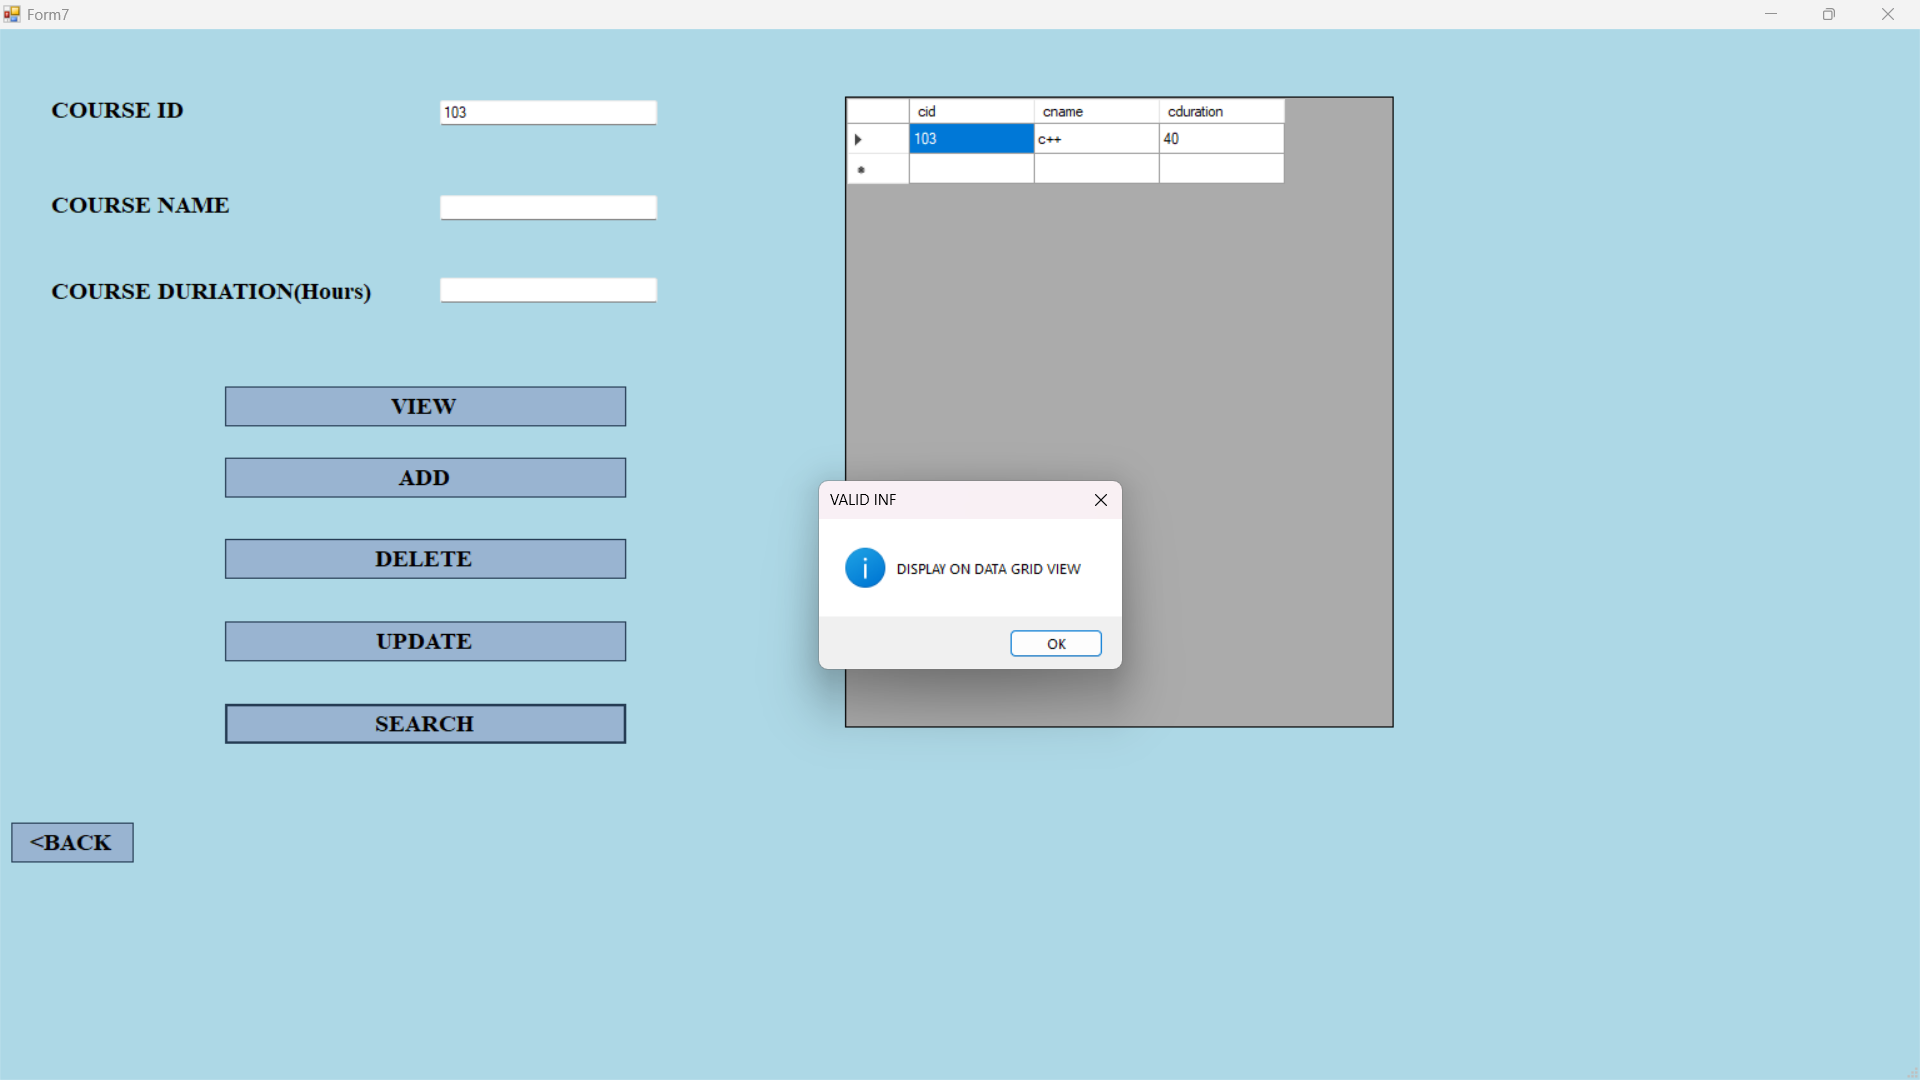 Form7
COURSE ID
103
COURSE NAME
COURSE DURIATION(Hours)
VIEW
ADD
DELETE
UPDATE
SEARCH
<BACK
cid cname cduration
103 c++ 40
VALID INF
DISPLAY ON DATA GRID VIEW
OK